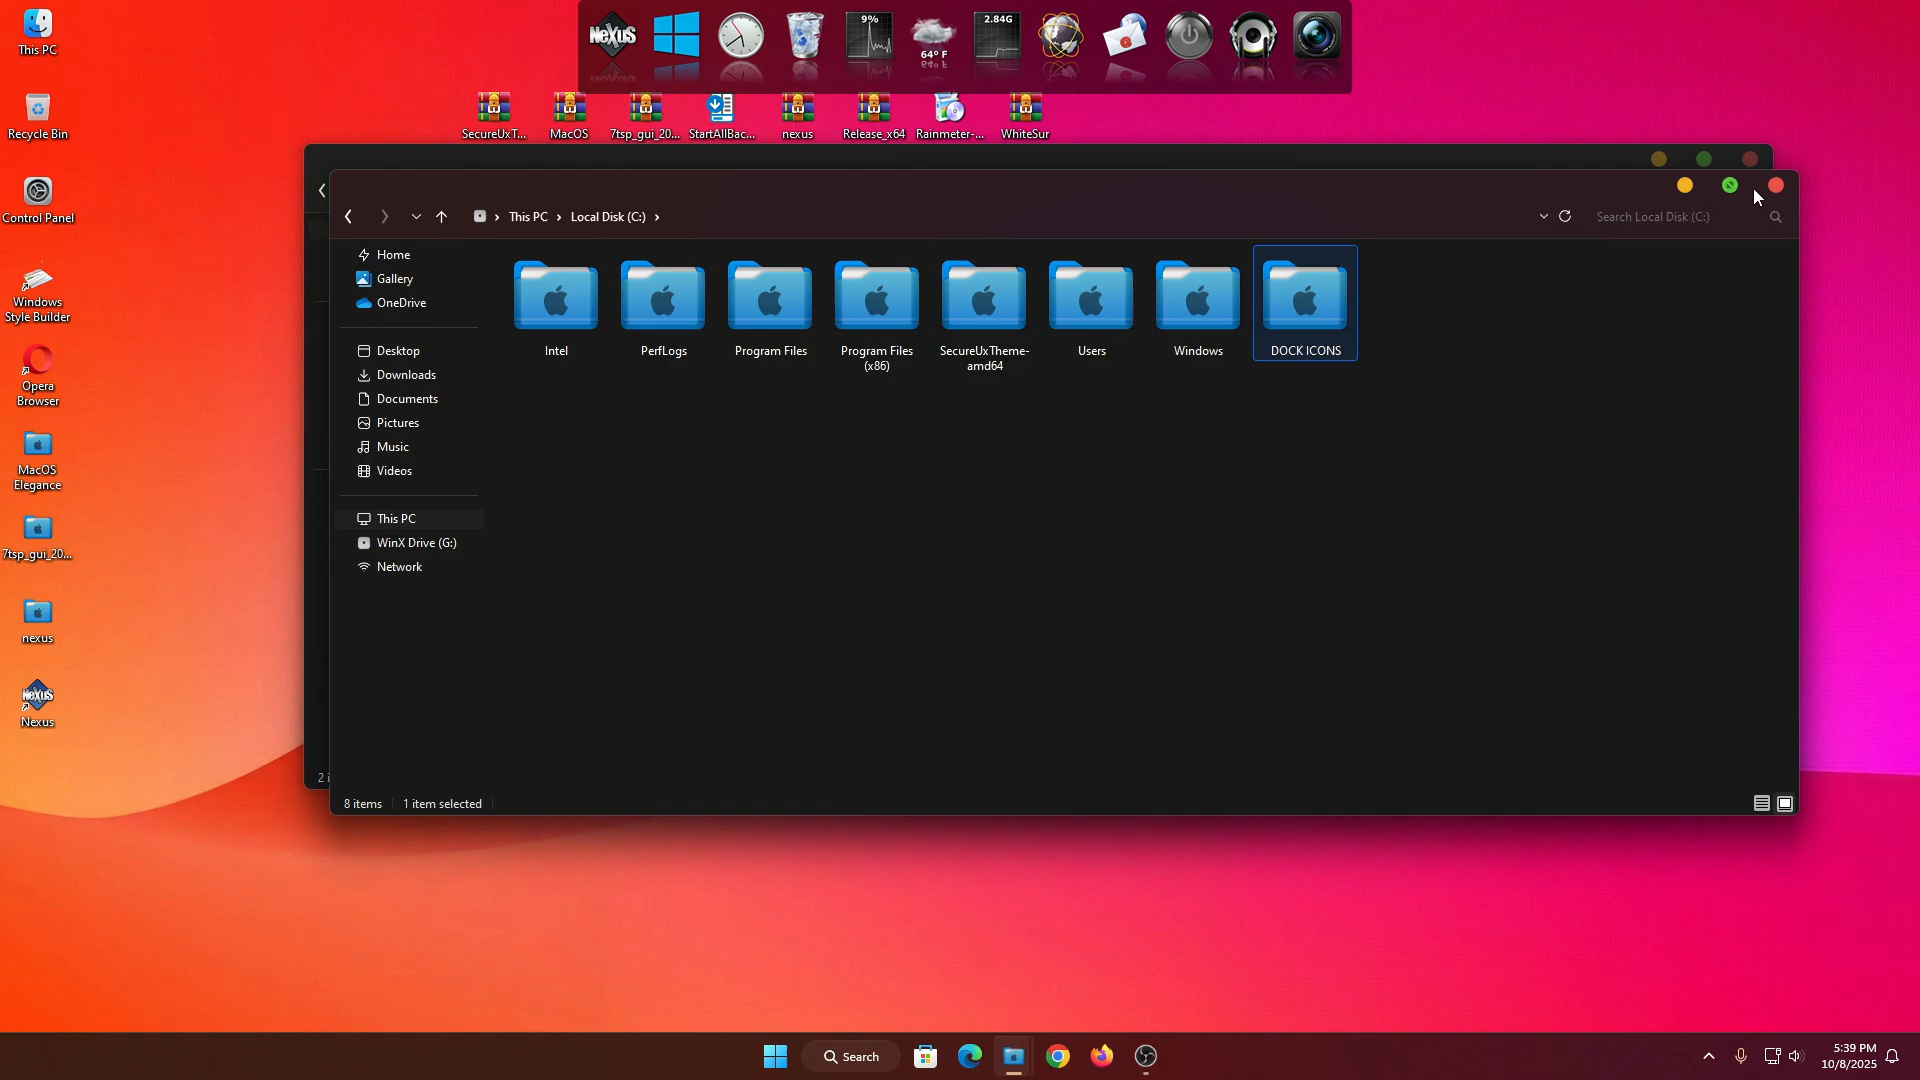 This PC
Recycle Bin
Control Panel
Windows
Style Builder
Opera
Browser
MacOS
Elegance
7tsp_gui_20...
nexus
NeXuS
Nexus
NeXuS
9%
64° F
2.84G
SecureUxT...
MacOS
7tsp_gui_20...
StartAllBac...
nexus
Release_x64
Rainmeter-...
WhiteSur
This PC
Local Disk (C:)
Search Local Disk (C:)
Home
Gallery
OneDrive
Desktop
Downloads
Documents
Pictures
Music
Videos
This PC
WinX Drive (G:)
Network
Intel
PerfLogs
Program Files
Program Files
(x86)
SecureUxTheme-
amd64
Users
Windows
DOCK ICONS
2 i
8 items
1 item selected
Search
5:39 PM
10/8/2025